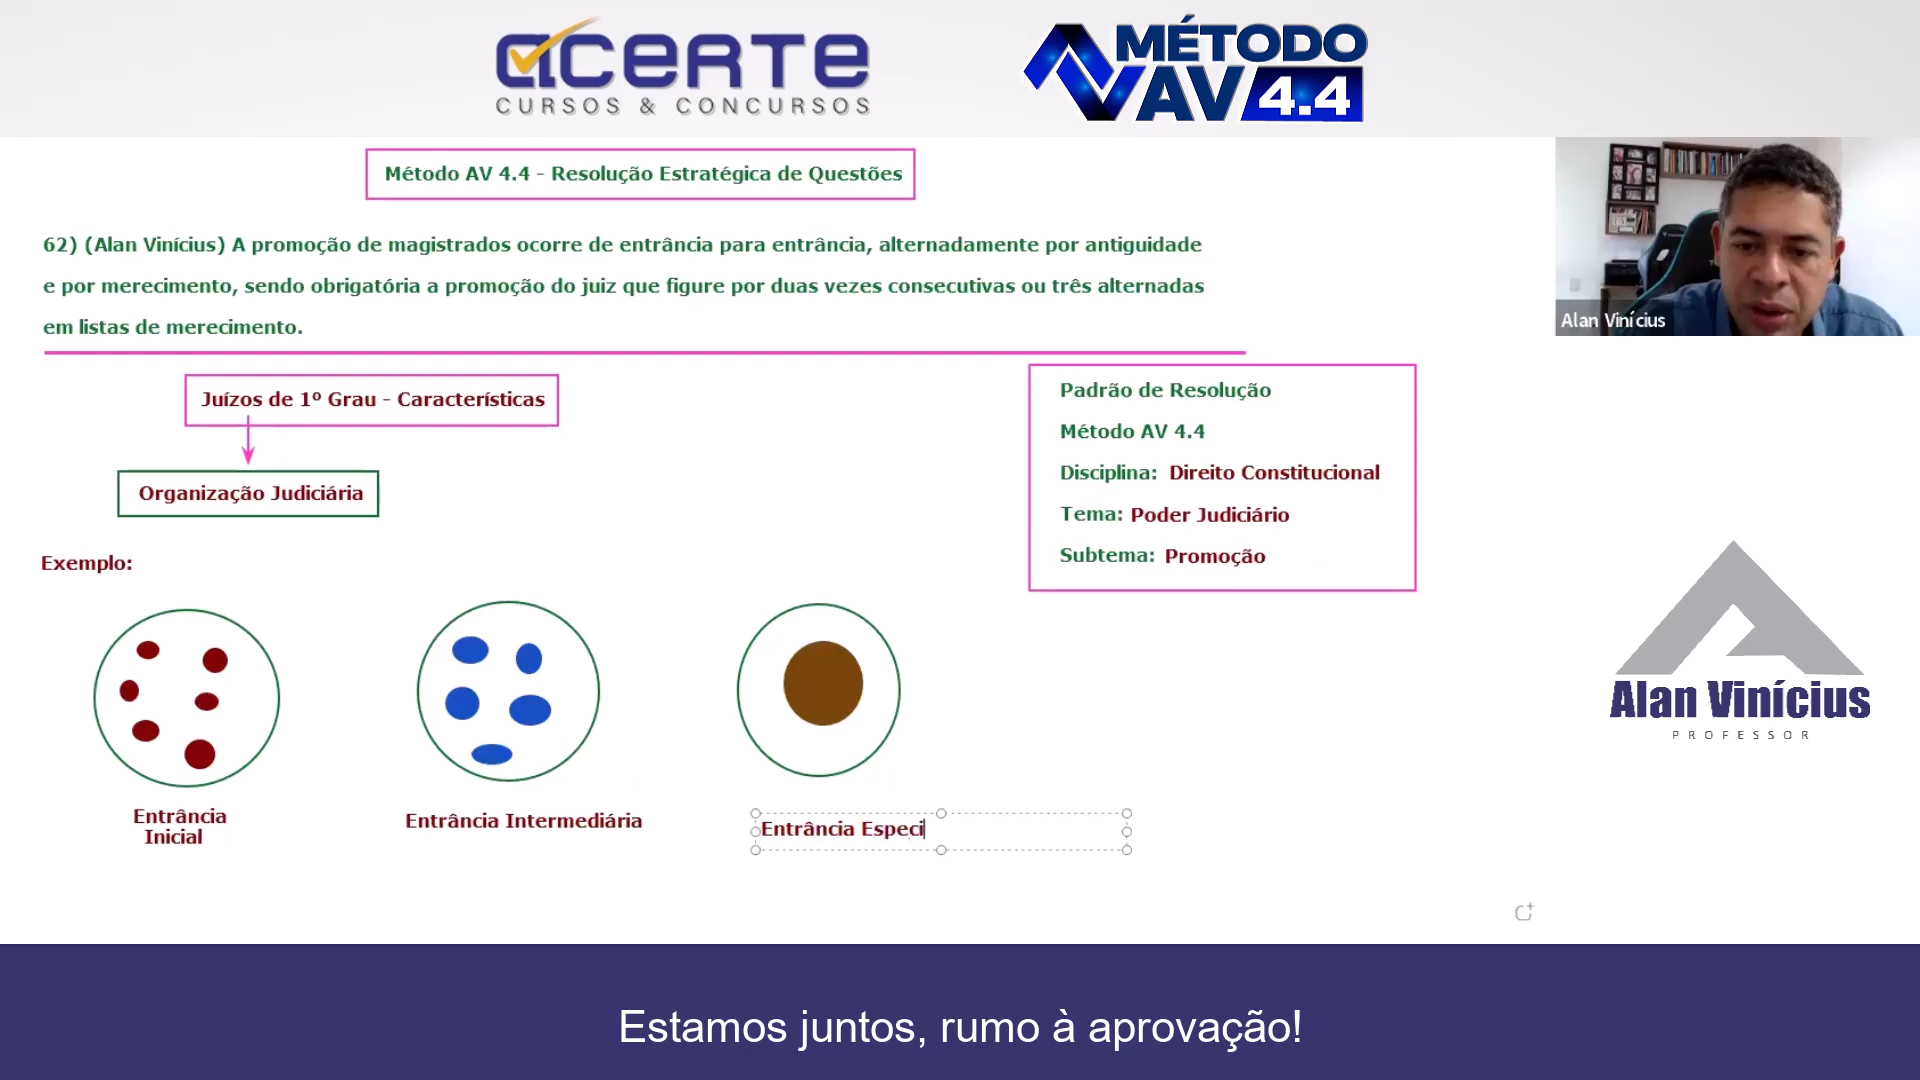 acerte
CURSOS & CONCURSOS
MÉTODO
AV 4.4
Método AV 4.4 - Resolução Estratégica de Questões
62) (Alan Vinícius) A promoção de magistrados ocorre de entrância para entrância, alternadamente por antiguidade
e por merecimento, sendo obrigatória a promoção do juiz que figure por duas vezes consecutivas ou três alternadas
em listas de merecimento.
Alan Vinícius
Juízos de 1º Grau - Características
Organização Judiciária
Exemplo:
Padrão de Resolução
Método AV 4.4
Disciplina: Direito Constitucional
Tema: Poder Judiciário
Subtema: Promoção
Entrância
Inicial
Entrância Intermediária
Entrância Especi
Alan Vinícius
PROFESSOR
Estamos juntos, rumo à aprovação!